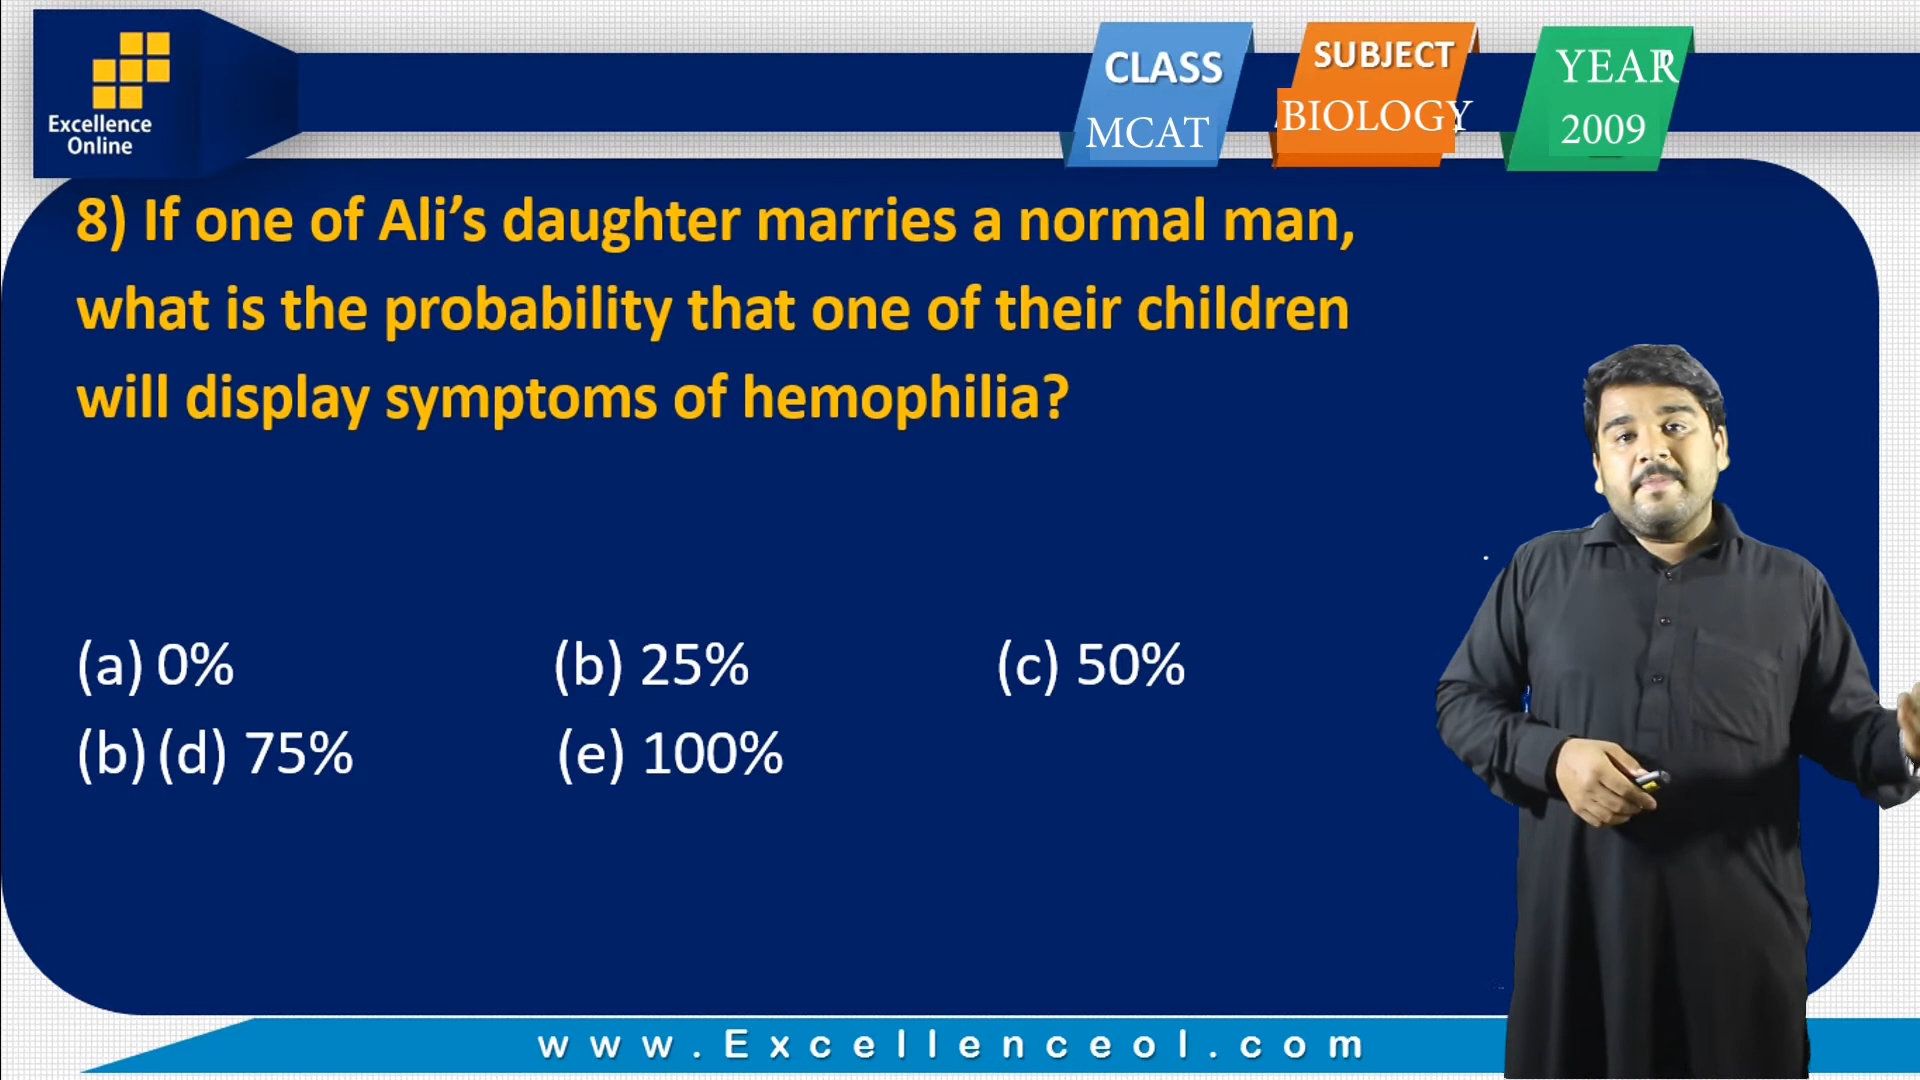 Excellence
Online
CLASS
MCAT
SUBJECT
BIOLOGY
YEAR
2009
8) If one of Ali’s daughter marries a normal man,
what is the probability that one of their children
will display symptoms of hemophilia?
(a) 0% (b) 25% (c) 50%
(b) (d) 75% (e) 100%
www.Excellenceol.com